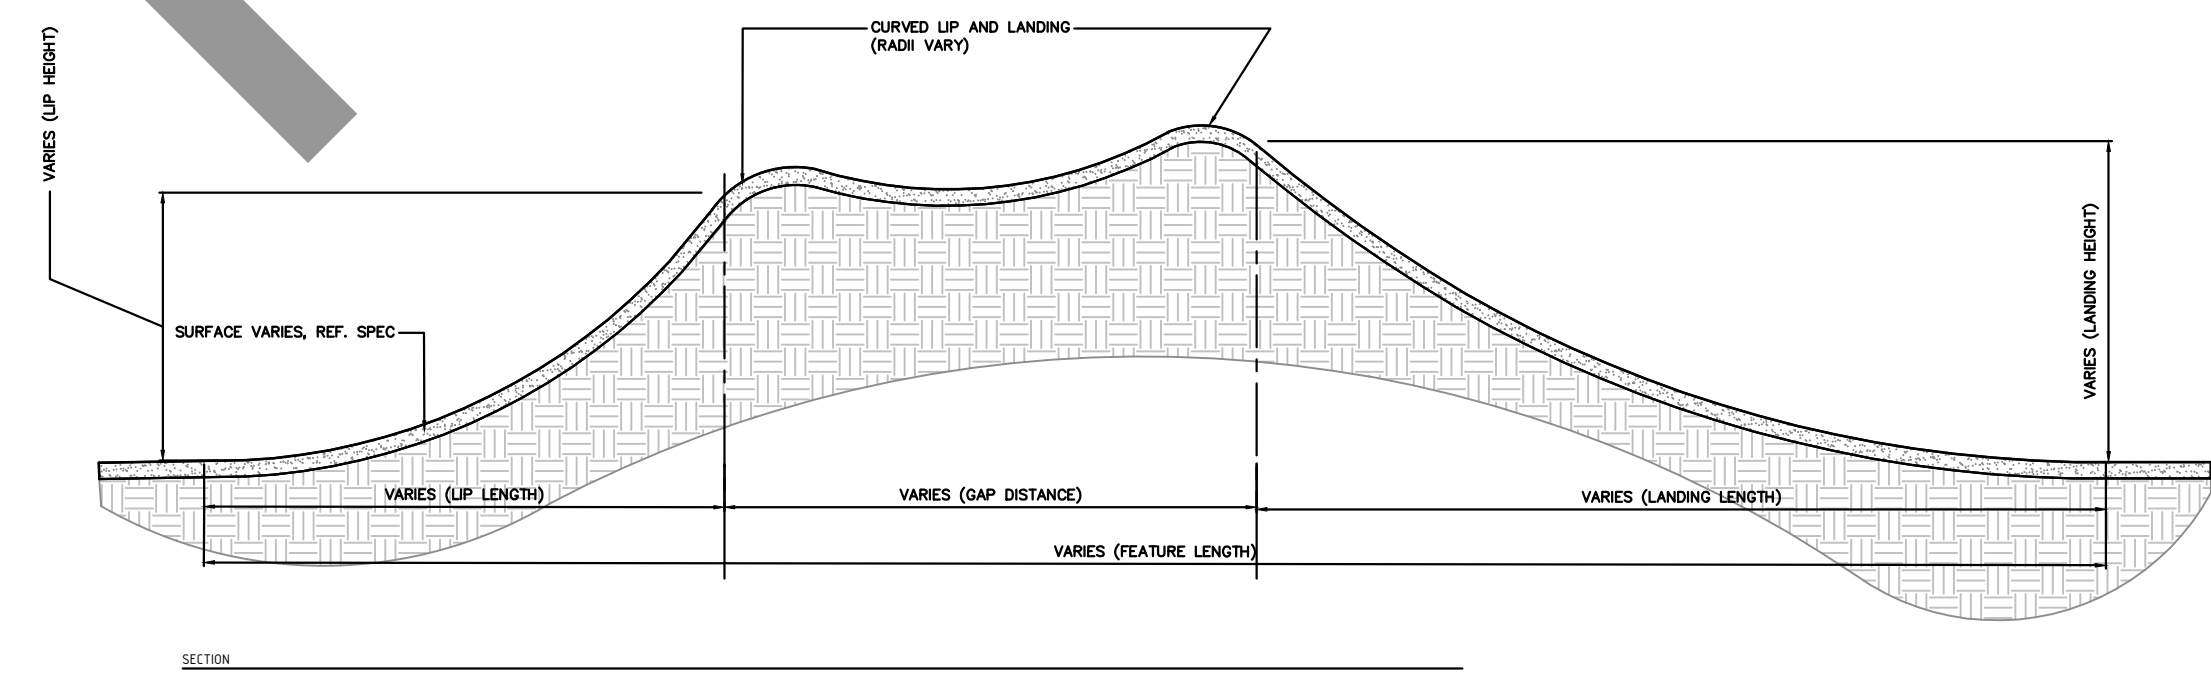 CURVED LIP AND LANDING
(RADII VARY)
VARIES (LIP HEIGHT)
VARIES (LANDING HEIGHT)
SURFACE VARIES, REF. SPEC
VARIES (LIP LENGTH)
VARIES (GAP DISTANCE)
VARIES (LANDING LENGTH)
VARIES (FEATURE LENGTH)
SECTION